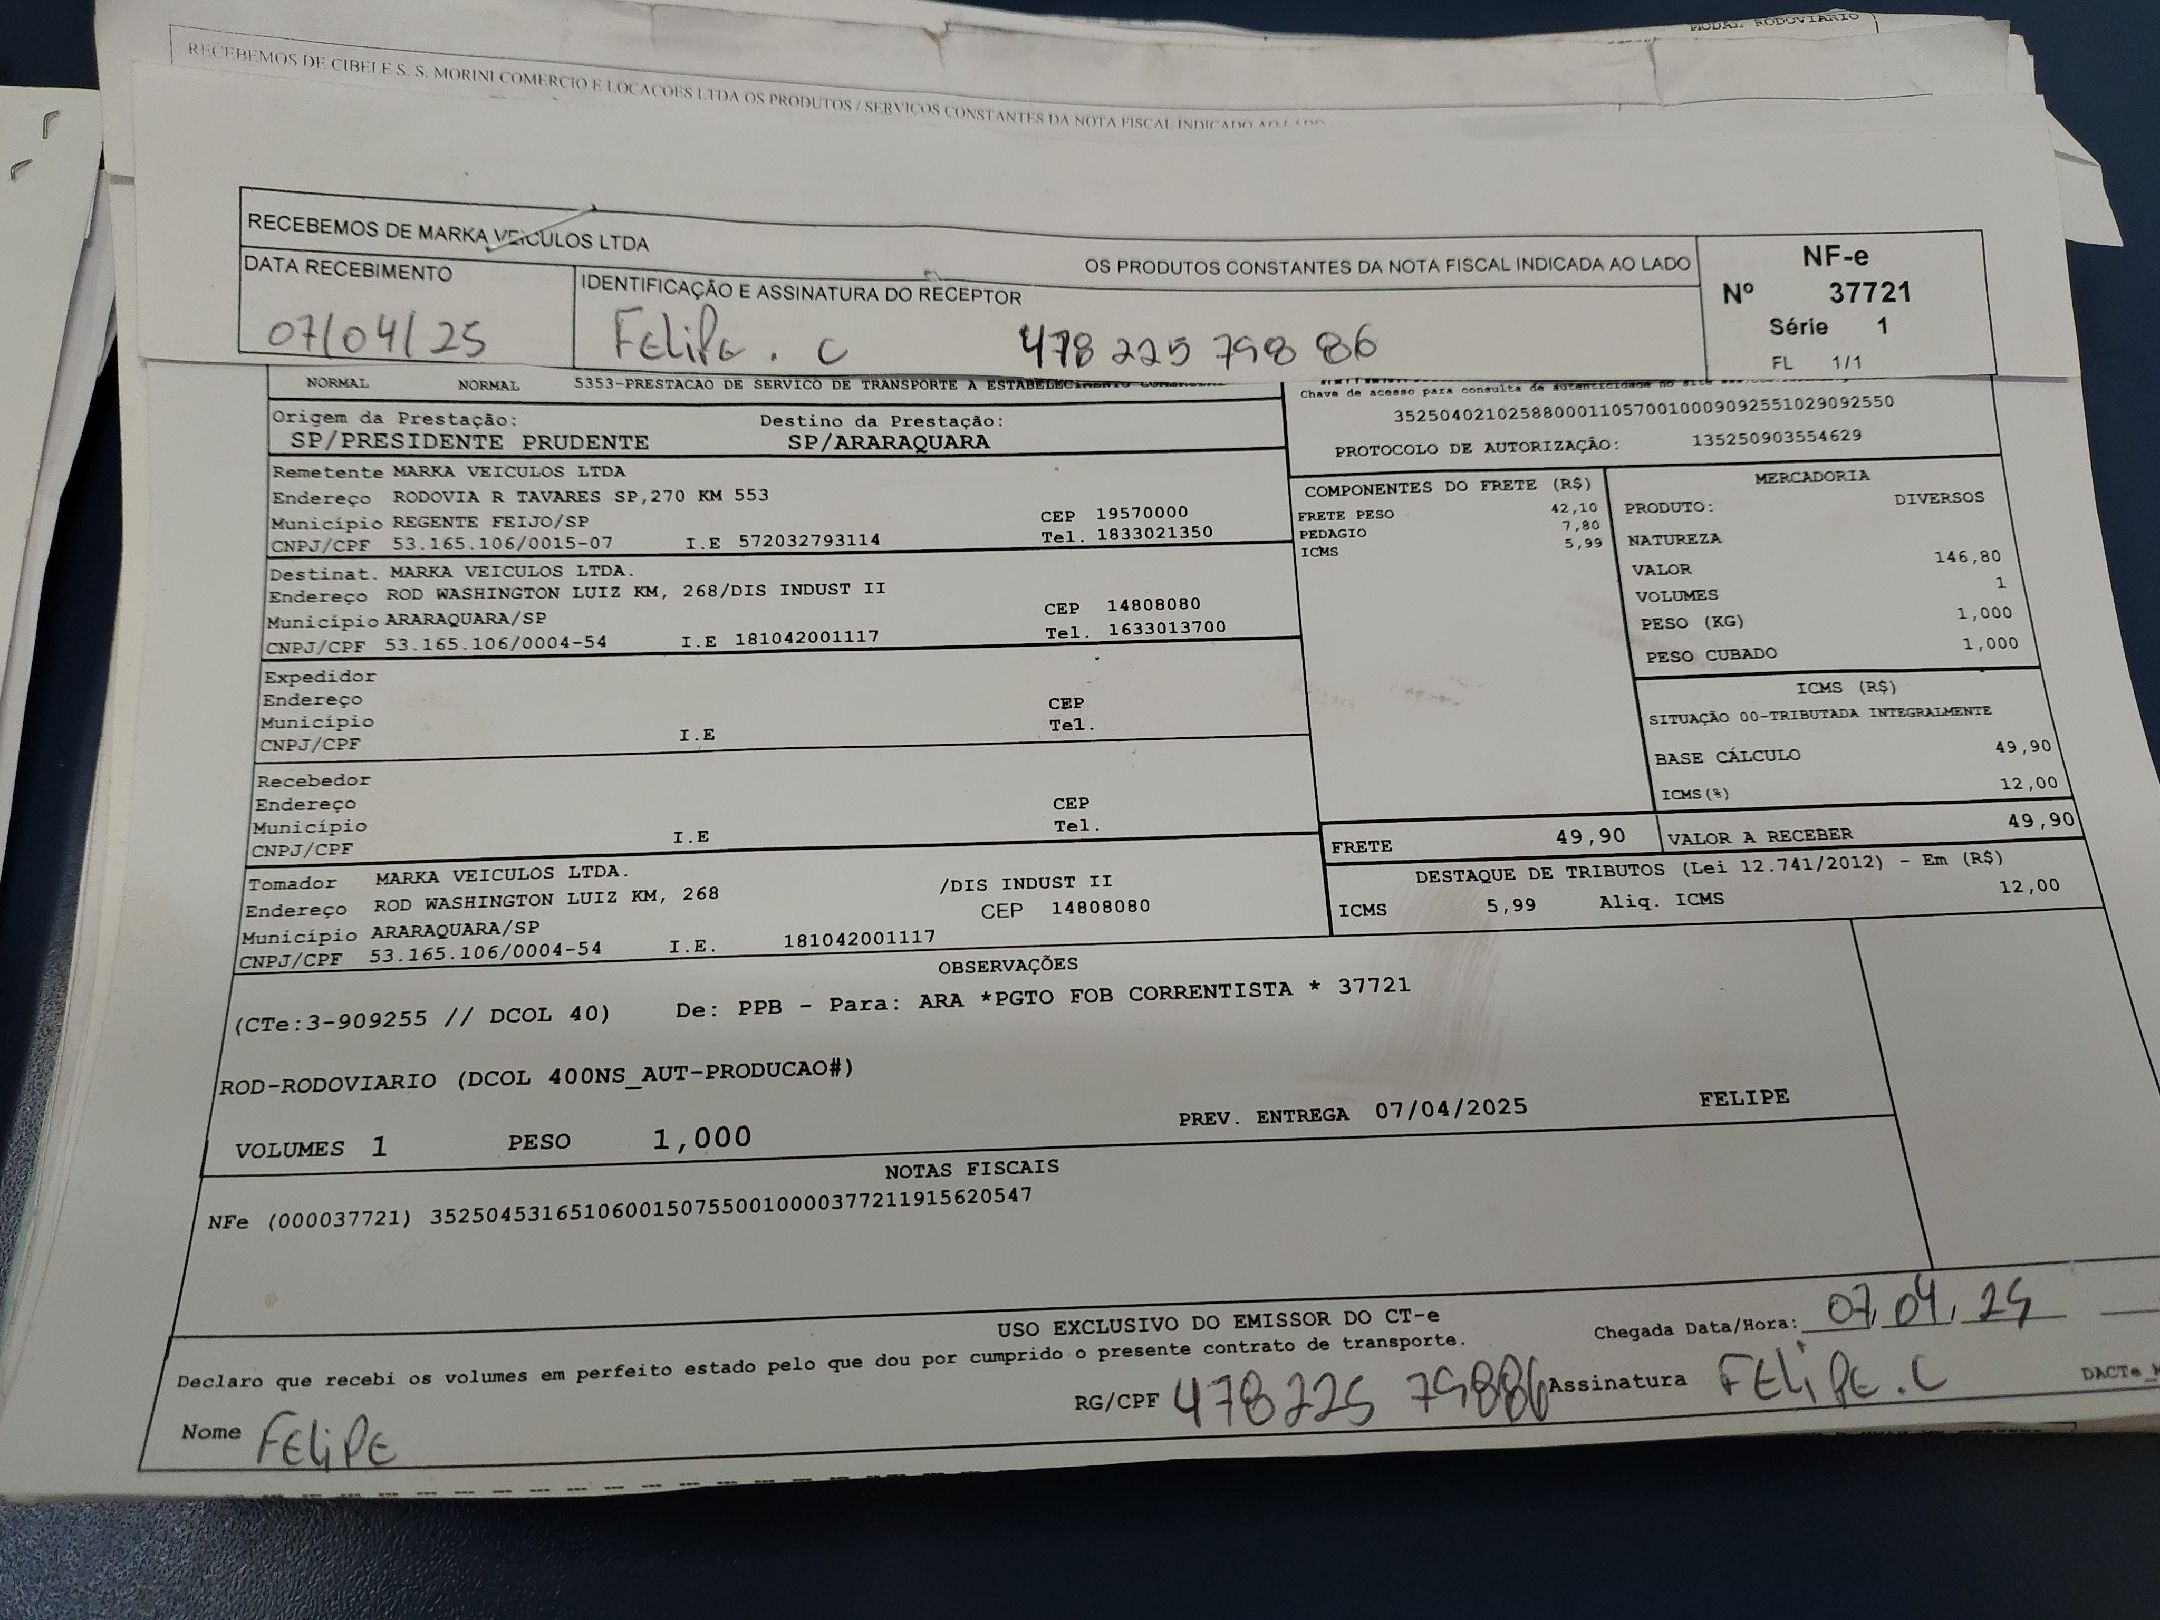 MODAL RODOVIARIO
RECEBEMOS DE CIBELE S. S. MORINI COMERCIO E LOCACOES LTDA OS PRODUTOS / SERVIÇOS CONSTANTES DA NOTA FISCAL INDICADO AO LADO
RECEBEMOS DE MARKA VEICULOS LTDA
OS PRODUTOS CONSTANTES DA NOTA FISCAL INDICADA AO LADO
NF-e
Nº 37721
Série 1
FL 1/1
DATA RECEBIMENTO
07/04/25
IDENTIFICAÇÃO E ASSINATURA DO RECEPTOR
FELIPE. C 478 225 798 86
NORMAL NORMAL 5353-PRESTACAO DE SERVICO DE TRANSPORTE A ESTABELECIMENTO
Chave de acesso para consulta de autenticidade no site
35250402102588000110570010009092551029092550
PROTOCOLO DE AUTORIZAÇÃO: 135250903554629
Origem da Prestação: Destino da Prestação:
SP/PRESIDENTE PRUDENTE SP/ARARAQUARA
Remetente MARKA VEICULOS LTDA
Endereço RODOVIA R TAVARES SP,270 KM 553
Município REGENTE FEIJO/SP CEP 19570000
CNPJ/CPF 53.165.106/0015-07 I.E 572032793114 Tel. 1833021350
Destinat. MARKA VEICULOS LTDA.
Endereço ROD WASHINGTON LUIZ KM, 268/DIS INDUST II
Município ARARAQUARA/SP CEP 14808080
CNPJ/CPF 53.165.106/0004-54 I.E 181042001117 Tel. 1633013700
Expedidor
Endereço CEP
Município Tel.
CNPJ/CPF I.E
Recebedor
Endereço CEP
Município Tel.
CNPJ/CPF I.E
Tomador MARKA VEICULOS LTDA.
Endereço ROD WASHINGTON LUIZ KM, 268 /DIS INDUST II
Município ARARAQUARA/SP CEP 14808080
CNPJ/CPF 53.165.106/0004-54 I.E. 181042001117
COMPONENTES DO FRETE (R$)
FRETE PESO 42,10
PEDAGIO 7,80
ICMS 5,99
MERCADORIA
PRODUTO: DIVERSOS
NATUREZA
VALOR 146,80
VOLUMES 1
PESO (KG) 1,000
PESO CUBADO 1,000
ICMS (R$)
SITUAÇÃO 00-TRIBUTADA INTEGRALMENTE
BASE CÁLCULO 49,90
ICMS(%) 12,00
FRETE 49,90 VALOR A RECEBER 49,90
DESTAQUE DE TRIBUTOS (Lei 12.741/2012) - Em (R$)
ICMS 5,99 Aliq. ICMS 12,00
OBSERVAÇÕES
(CTe:3-909255 // DCOL 40) De: PPB - Para: ARA *PGTO FOB CORRENTISTA * 37721
ROD-RODOVIARIO (DCOL 400NS_AUT-PRODUCAO#)
VOLUMES 1 PESO 1,000 PREV. ENTREGA 07/04/2025 FELIPE
NOTAS FISCAIS
NFe (000037721) 35250453165106001507550010000377211915620547
USO EXCLUSIVO DO EMISSOR DO CT-e
Declaro que recebi os volumes em perfeito estado pelo que dou por cumprido o presente contrato de transporte.
Chegada Data/Hora: 07, 04, 25
Nome FELIPE RG/CPF 478225 79886 Assinatura FELIPE. C